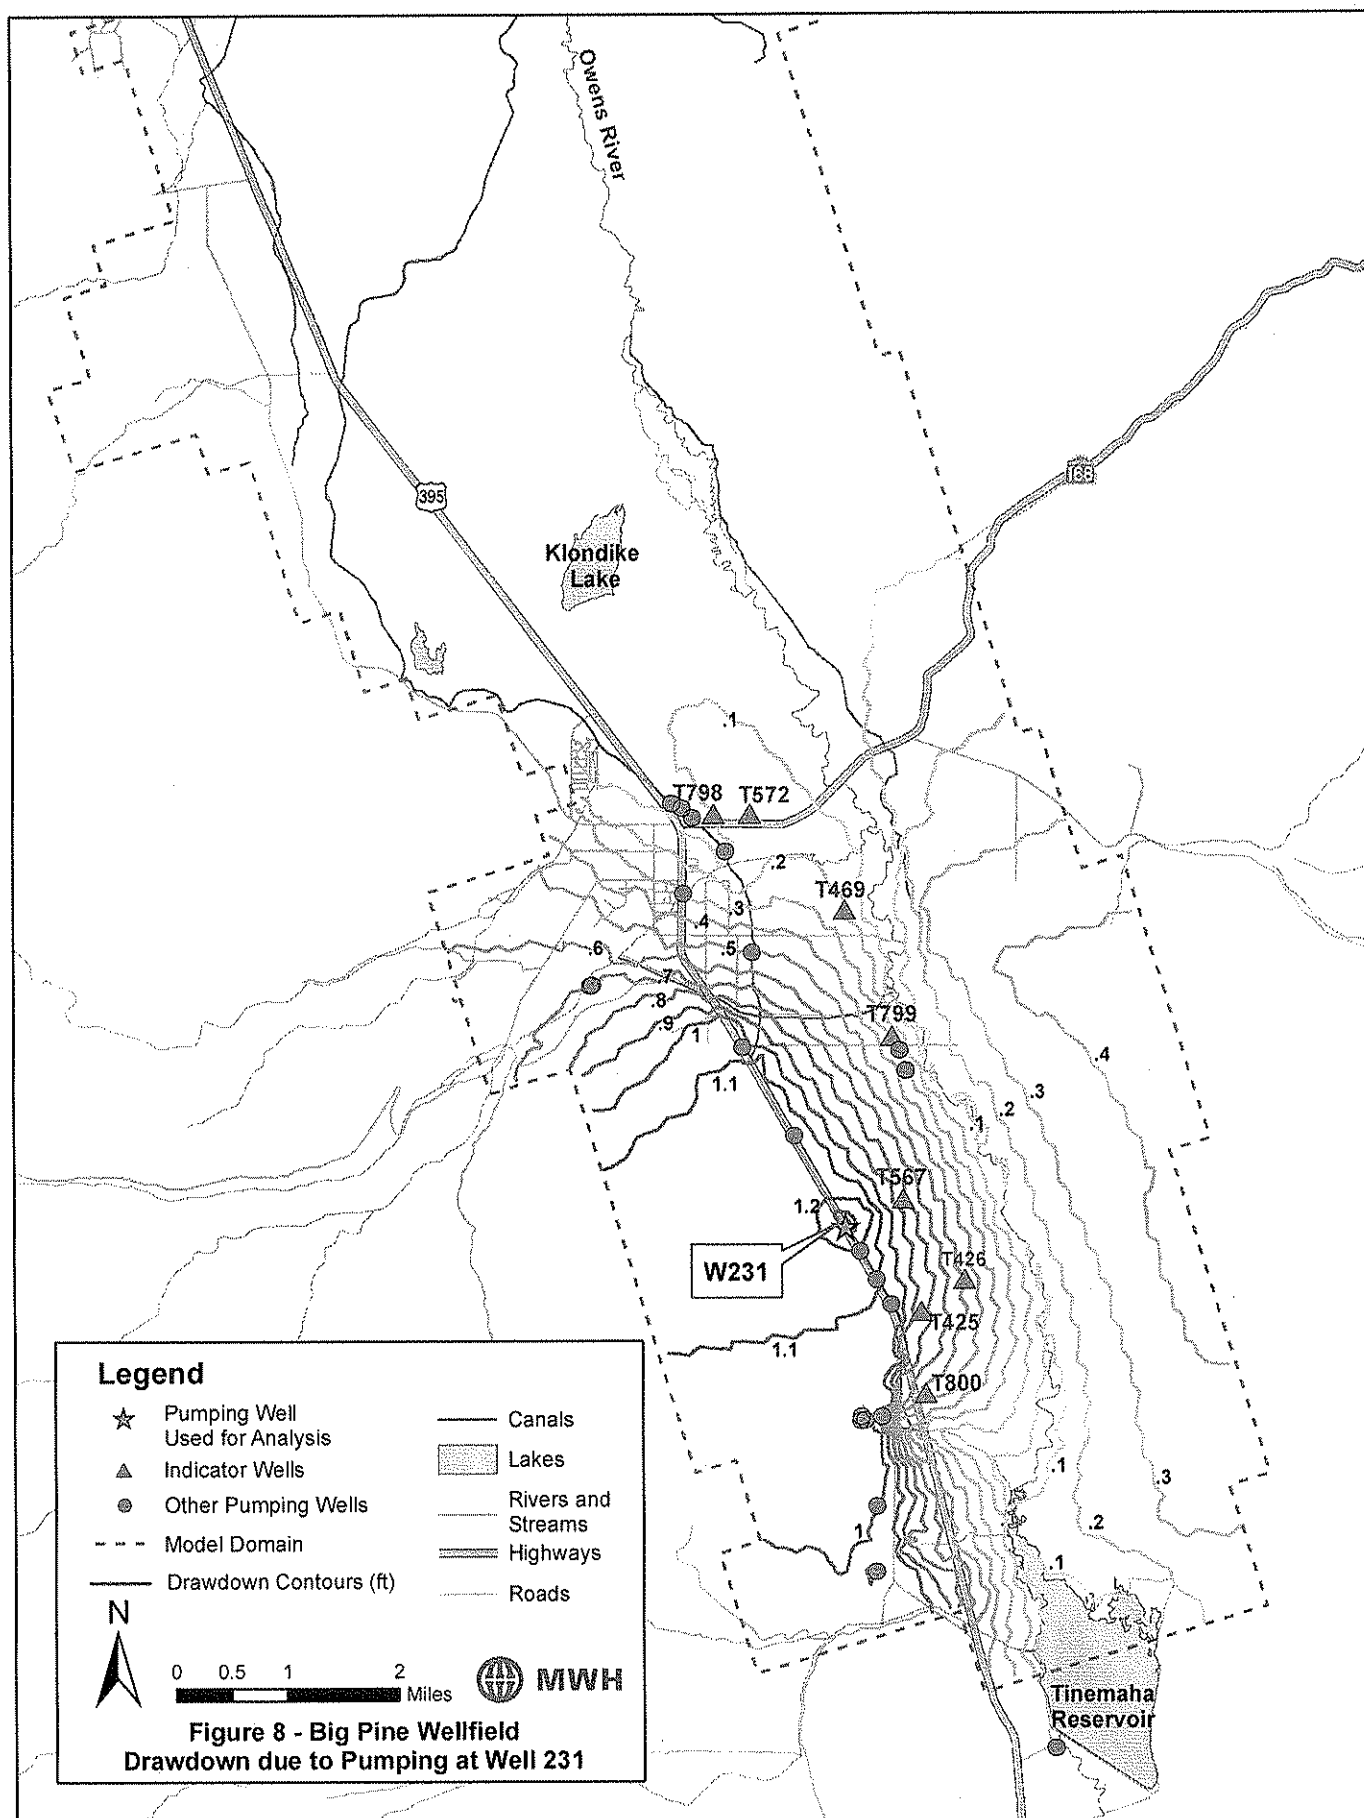 Owens River
168
395
Klondike
Lake
.1
T798
T572
.2
T469
.3
.4
.6
.5
.7
.8
.9
T799
1
.4
1.1
.3
.2
.1
T567
1.2
W231
T426
T425
1.1
T800
.1
.3
.2
1
.1
Tinemaha
Reservoir
Legend
Pumping Well
Used for Analysis
Indicator Wells
Other Pumping Wells
Model Domain
Drawdown Contours (ft)
Canals
Lakes
Rivers and
Streams
Highways
Roads
N
0 0.5 1 2
Miles
MWH
Figure 8 - Big Pine Wellfield
Drawdown due to Pumping at Well 231